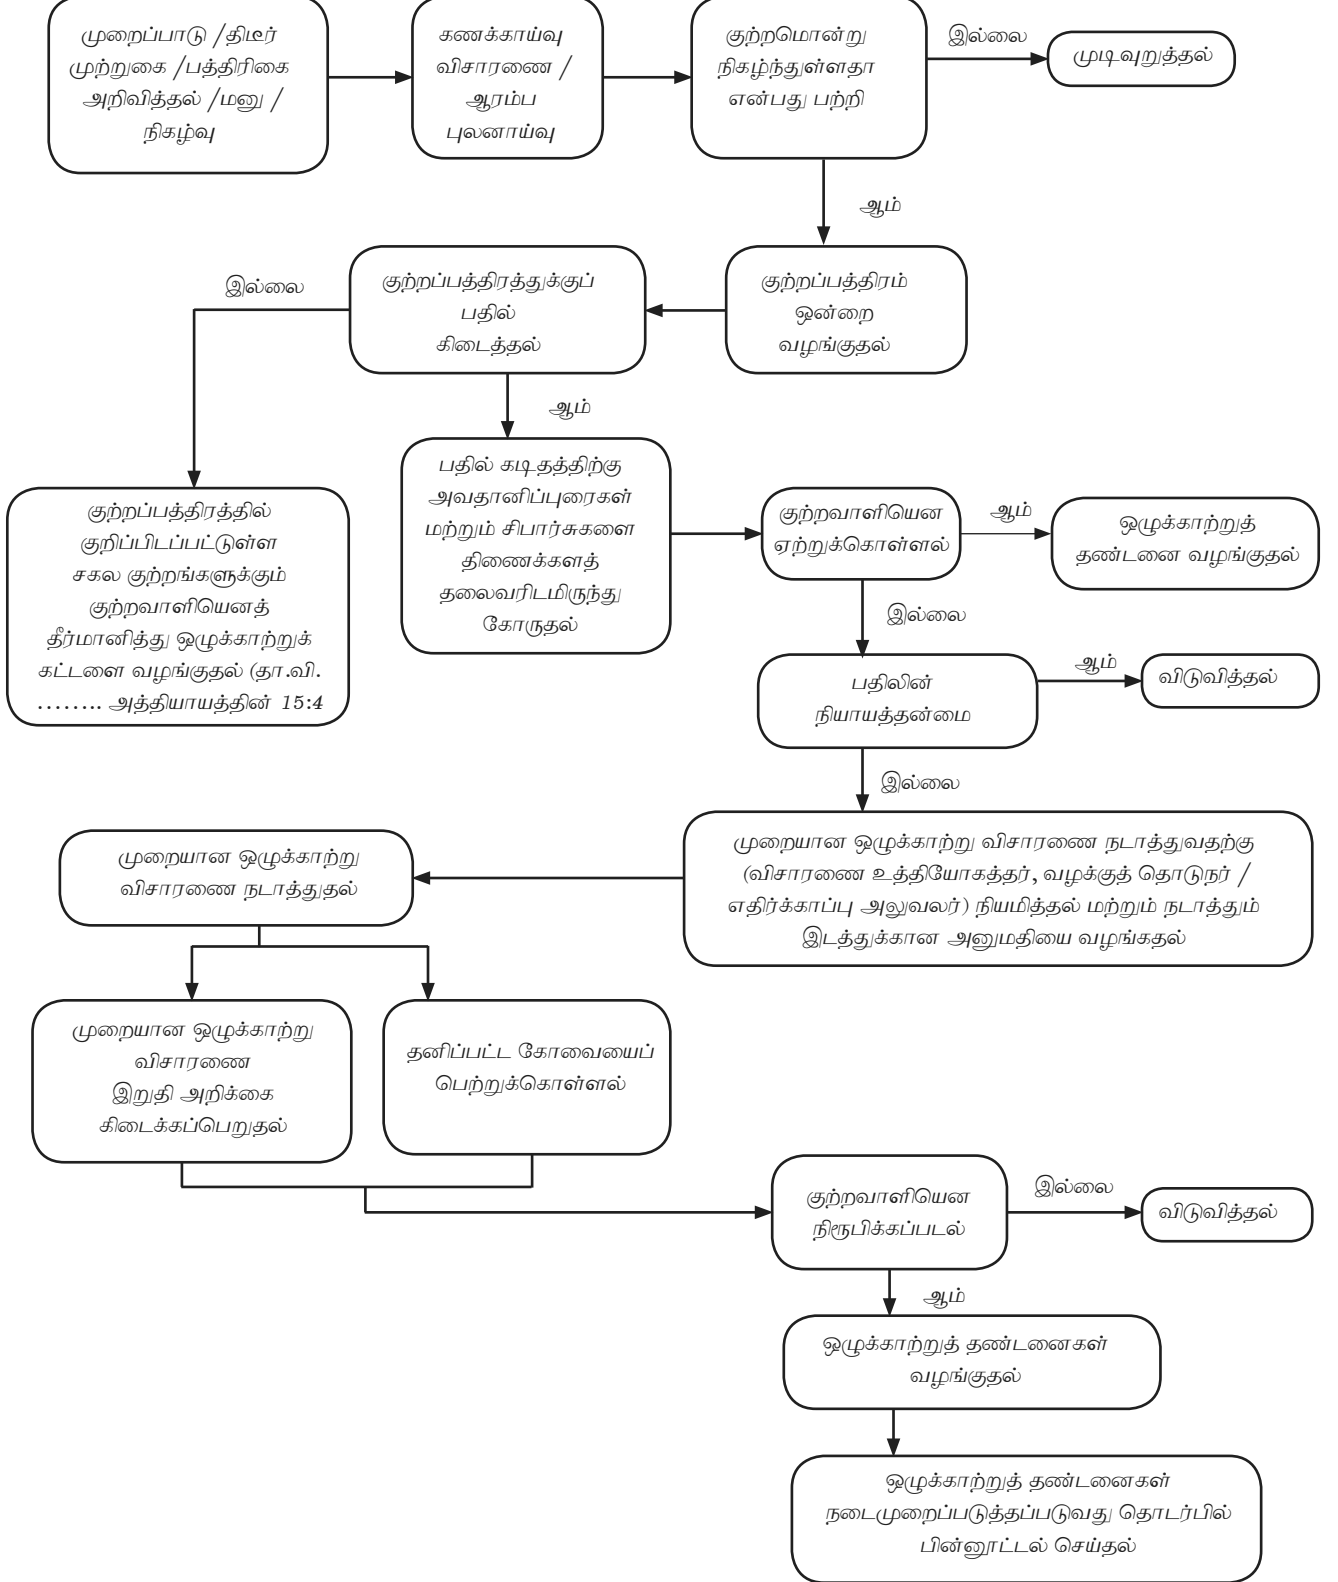 முறைப்பாடு /திடீர்
முற்றுகை /பத்திரிகை
அறிவித்தல் /மனு /
நிகழ்வு
கணக்காய்வு
விசாரணை /
ஆரம்ப
புலனாய்வு
குற்றமொன்று
நிகழ்ந்துள்ளதா
என்பது பற்றி
இல்லை
முடிவுறுத்தல்
ஆம்
குற்றப்பத்திரம்
ஒன்றை
வழங்குதல்
குற்றப்பத்திரத்துக்குப்
பதில்
கிடைத்தல்
இல்லை
ஆம்
குற்றப்பத்திரத்தில்
குறிப்பிடப்பட்டுள்ள
சகல குற்றங்களுக்கும்
குற்றவாளியெனத்
தீர்மானித்து ஒழுக்காற்றுக்
கட்டளை வழங்குதல் (தா.வி.
........ அத்தியாயத்தின் 15:4
பதில் கடிதத்திற்கு
அவதானிப்புரைகள்
மற்றும் சிபார்சுகளை
திணைக்களத்
தலைவரிடமிருந்து
கோருதல்
குற்றவாளியென
ஏற்றுக்கொள்ளல்
ஆம்
ஒழுக்காற்றுத்
தண்டனை வழங்குதல்
இல்லை
பதிலின்
நியாயத்தன்மை
ஆம்
விடுவித்தல்
இல்லை
முறையான ஒழுக்காற்று விசாரணை நடாத்துவதற்கு
(விசாரணை உத்தியோகத்தர், வழக்குத் தொடுநர் /
எதிர்க்காப்பு அலுவலர்) நியமித்தல் மற்றும் நடாத்தும்
இடத்துக்கான அனுமதியை வழங்கதல்
முறையான ஒழுக்காற்று
விசாரணை நடாத்துதல்
முறையான ஒழுக்காற்று
விசாரணை
இறுதி அறிக்கை
கிடைக்கப்பெறுதல்
தனிப்பட்ட கோவையைப்
பெற்றுக்கொள்ளல்
குற்றவாளியென
நிரூபிக்கப்படல்
இல்லை
விடுவித்தல்
ஆம்
ஒழுக்காற்றுத் தண்டனைகள்
வழங்குதல்
ஒழுக்காற்றுத் தண்டனைகள்
நடைமுறைப்படுத்தப்படுவது தொடர்பில்
பின்னூட்டல் செய்தல்